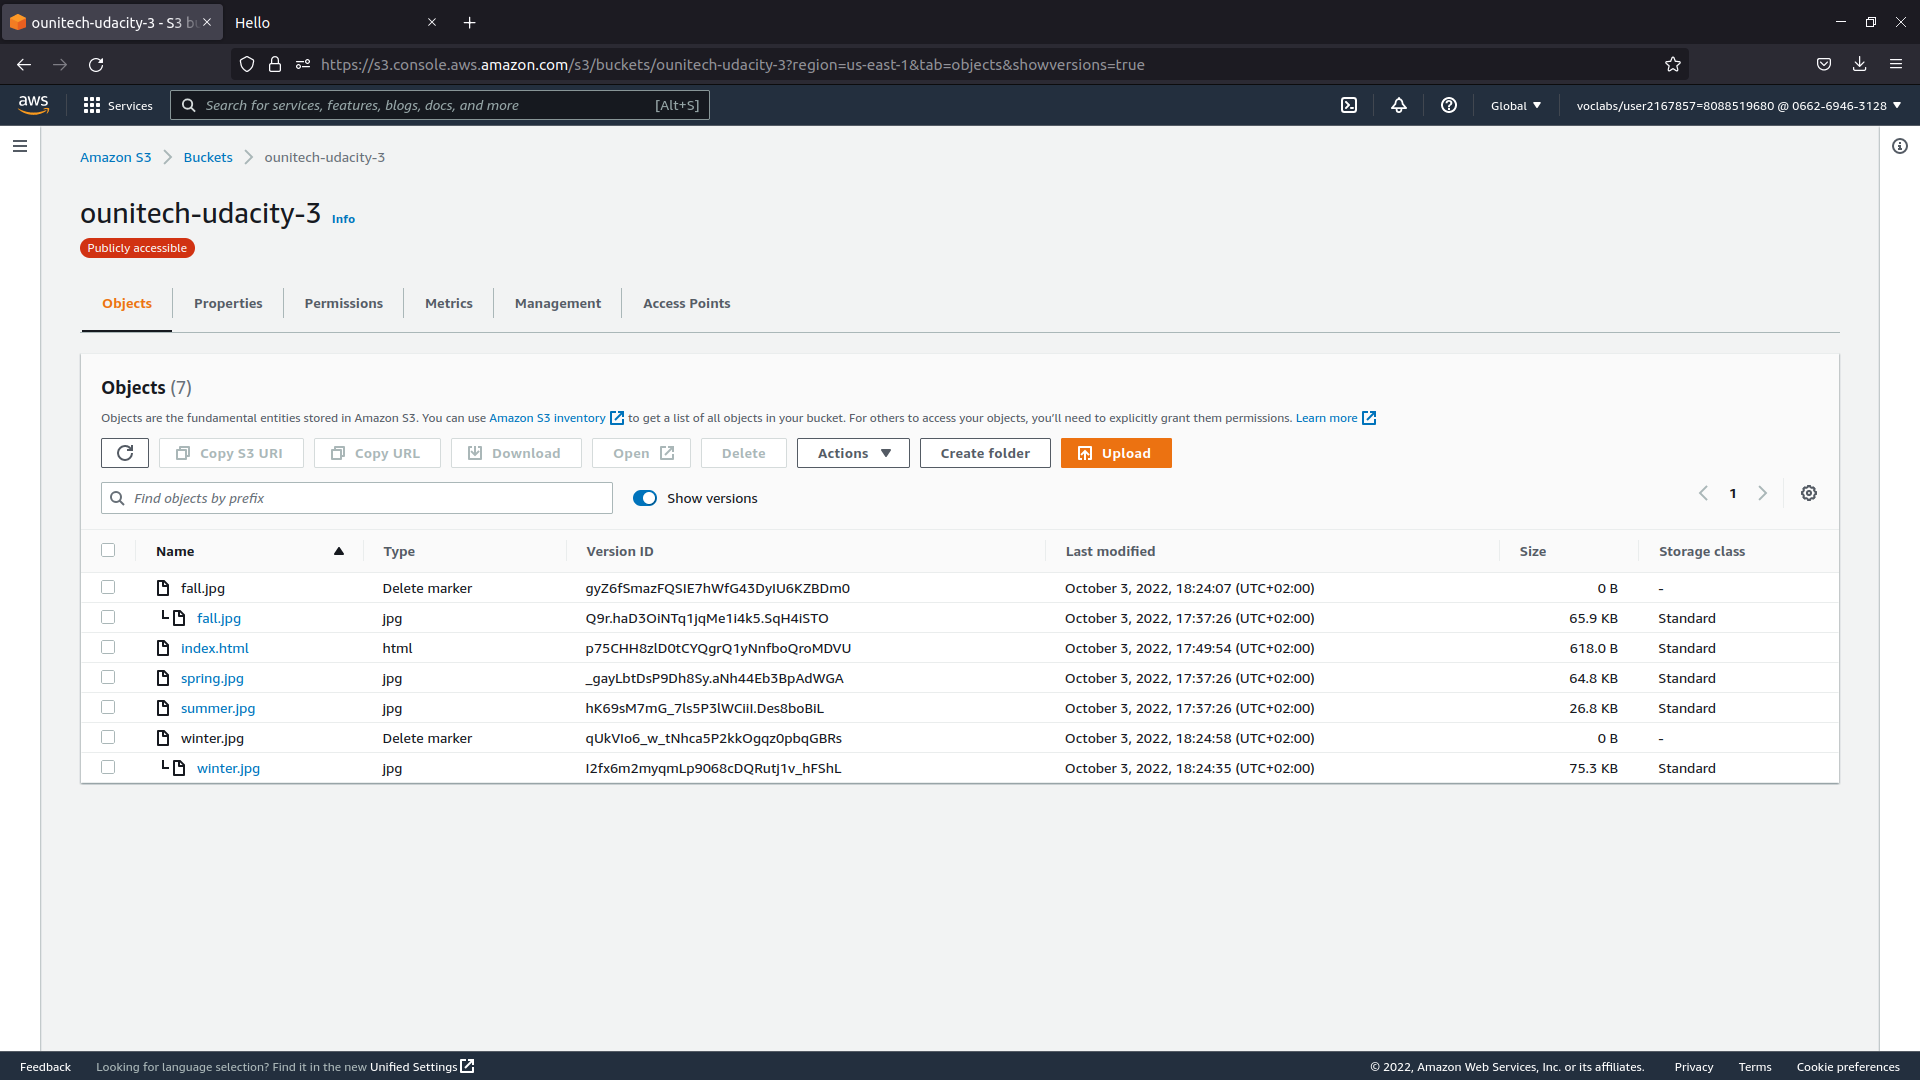 ounitech-udacity-3 - S3 b
Hello
https://s3.console.aws.amazon.com/s3/buckets/ounitech-udacity-3?region=us-east-1&tab=objects&showversions=true
aws Services Search for services, features, blogs, docs, and more [Alt+S] Global voclabs/user2167857=8088519680 @ 0662-6946-3128
Amazon S3 Buckets ounitech-udacity-3
ounitech-udacity-3 Info
Publicly accessible
Objects Properties Permissions Metrics Management Access Points
Objects (7)
Objects are the fundamental entities stored in Amazon S3. You can use Amazon S3 inventory to get a list of all objects in your bucket. For others to access your objects, you'll need to explicitly grant them permissions. Learn more
Copy S3 URI Copy URL Download Open Delete Actions Create folder Upload
Find objects by prefix Show versions 1
Name Type Version ID Last modified Size Storage class
fall.jpg Delete marker gyZ6fSmazFQSIE7hWfG43DyIU6KZBDm0 October 3, 2022, 18:24:07 (UTC+02:00) 0 B -
fall.jpg jpg Q9r.haD3OiNTq1jqMe1I4k5.SqH4iSTO October 3, 2022, 17:37:26 (UTC+02:00) 65.9 KB Standard
index.html html p75CHH8zlD0tCYQgrQ1yNnfboQroMDVU October 3, 2022, 17:49:54 (UTC+02:00) 618.0 B Standard
spring.jpg jpg _gayLbtDsP9Dh8Sy.aNh44Eb3BpAdWGA October 3, 2022, 17:37:26 (UTC+02:00) 64.8 KB Standard
summer.jpg jpg hK69sM7mG_7ls5P3lWCiiI.Des8boBiL October 3, 2022, 17:37:26 (UTC+02:00) 26.8 KB Standard
winter.jpg Delete marker qUkVIo6_w_tNhca5P2kkOgqz0pbqGBRs October 3, 2022, 18:24:58 (UTC+02:00) 0 B -
winter.jpg jpg I2fx6m2myqmLp9068cDQRutj1v_hFShL October 3, 2022, 18:24:35 (UTC+02:00) 75.3 KB Standard
Feedback Looking for language selection? Find it in the new Unified Settings © 2022, Amazon Web Services, Inc. or its affiliates. Privacy Terms Cookie preferences